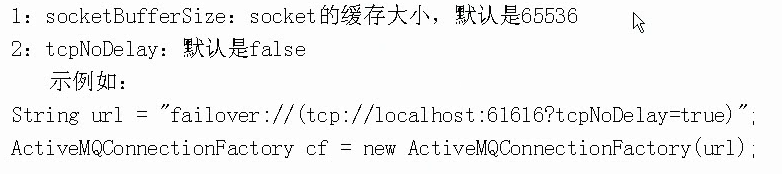 1：socketBufferSize：socket的缓存大小，默认是65536
2：tcpNoDelay：默认是false
示例如：
String url = "failover://(tcp://localhost:61616?tcpNoDelay=true)";
ActiveMQConnectionFactory cf = new ActiveMQConnectionFactory(url);